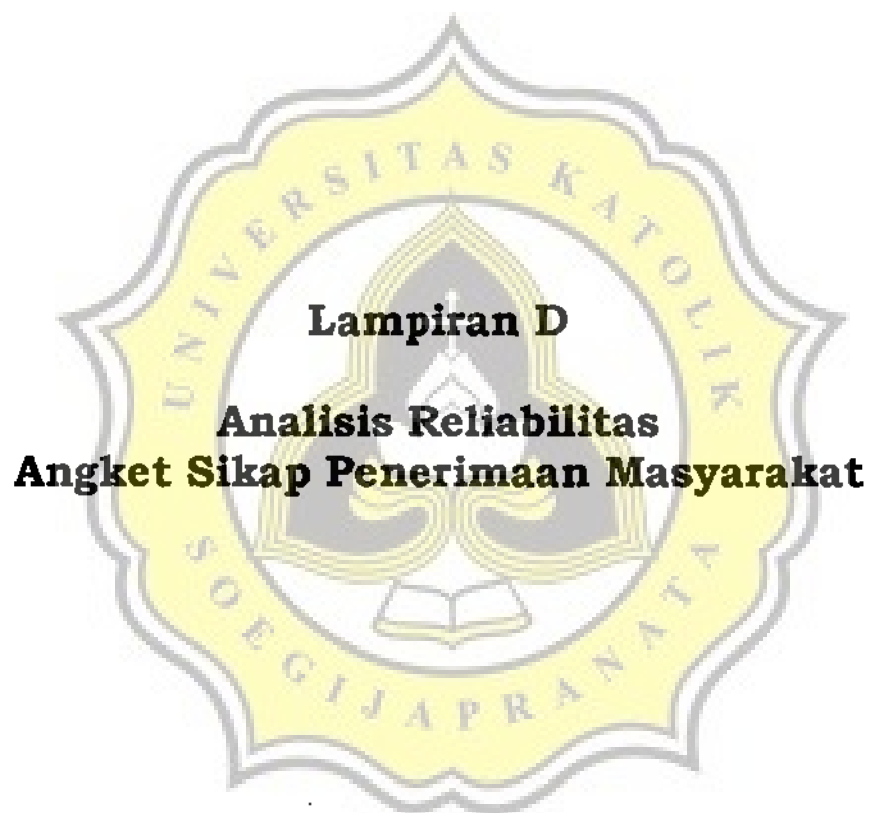 UNIVERSITAS KATOLIK
Lampiran D
Analisis Reliabilitas
Angket Sikap Penerimaan Masyarakat
SOEGIJAPRANATA